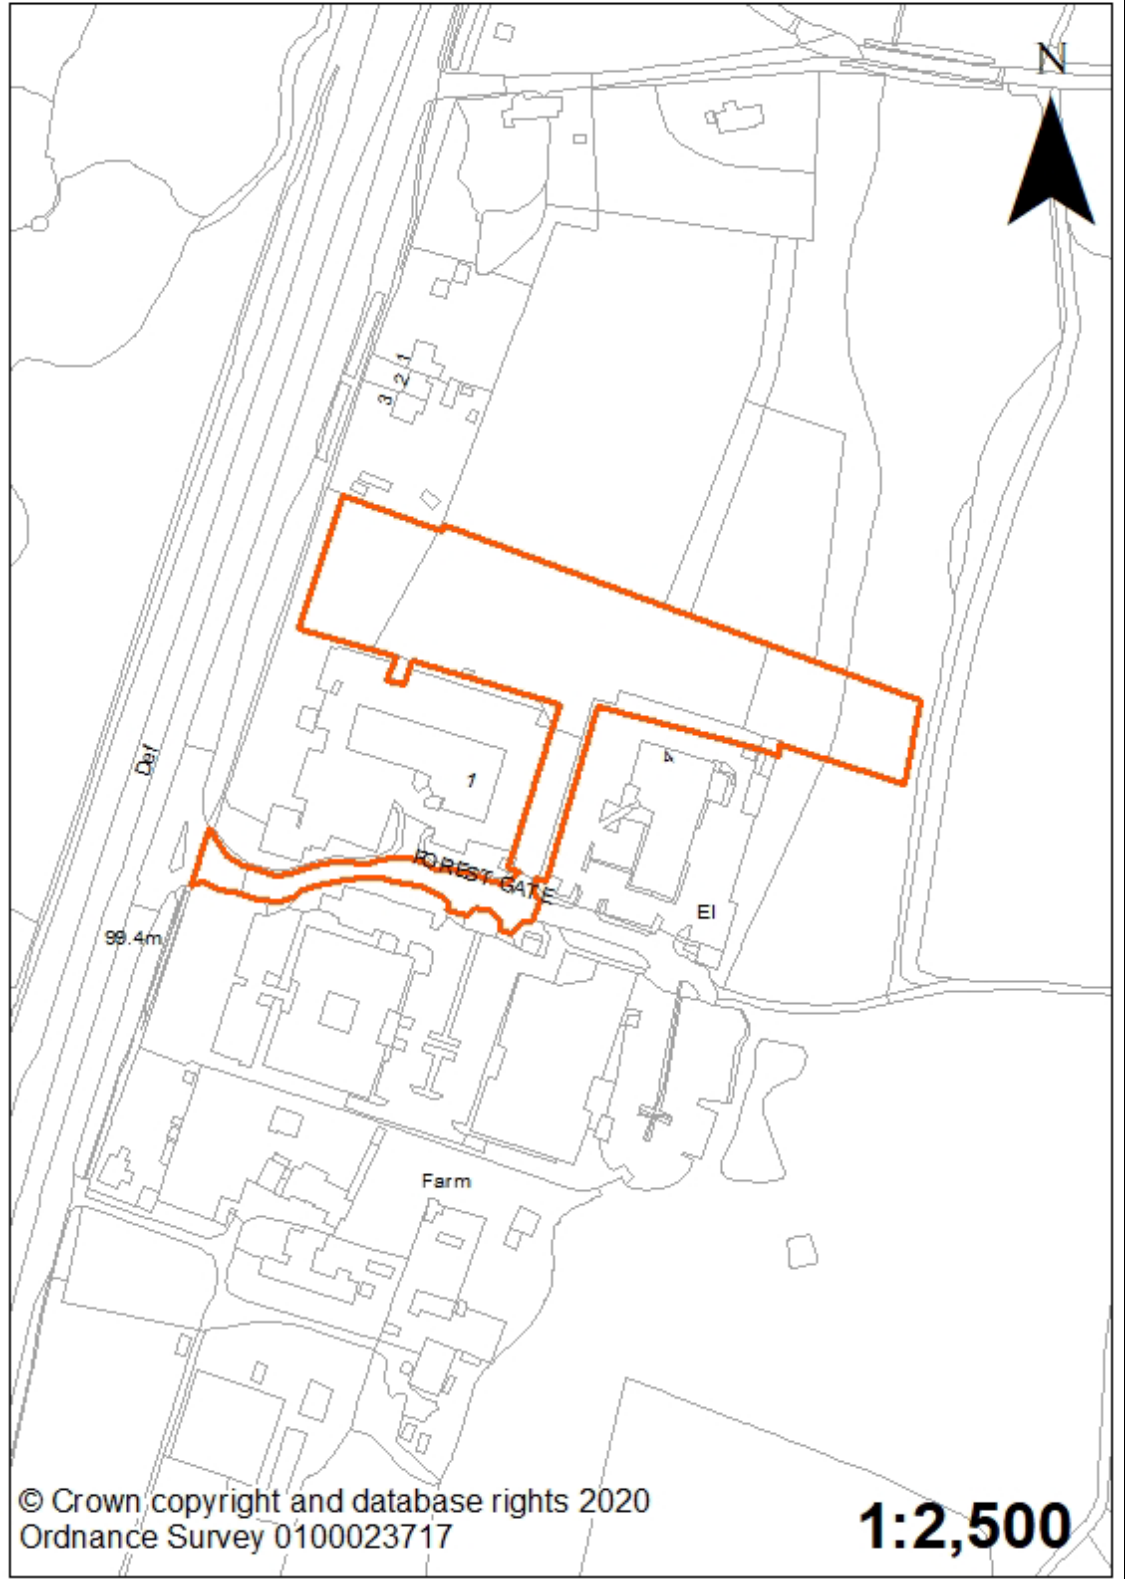 N
1
2
3
4
1
Def
FOREST GATE
El
99.4m
Farm
© Crown copyright and database rights 2020
Ordnance Survey 0100023717
1:2,500